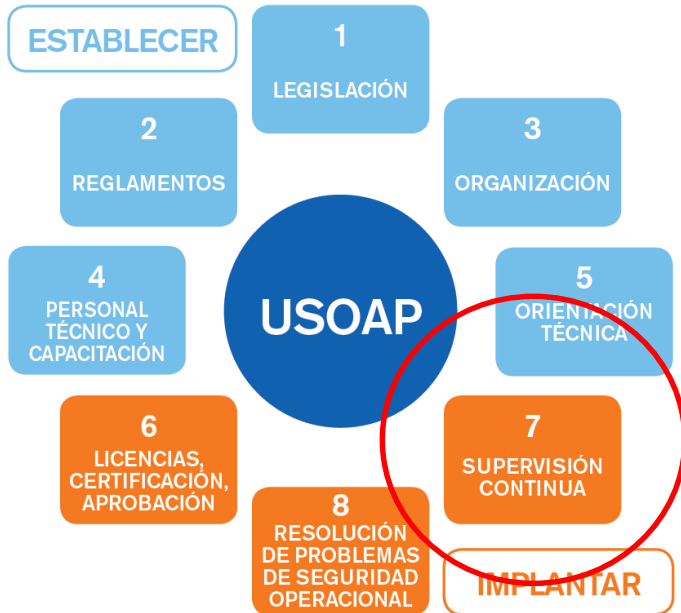 ESTABLECER
1
LEGISLACIÓN
2
REGLAMENTOS
3
ORGANIZACIÓN
USOAP
4
PERSONAL
TÉCNICO Y
CAPACITACIÓN
5
ORIENTACIÓN
TÉCNICA
6
LICENCIAS,
CERTIFICACIÓN,
APROBACIÓN
7
SUPERVISIÓN
CONTINUA
8
RESOLUCIÓN
DE PROBLEMAS
DE SEGURIDAD
OPERACIONAL
IMPLANTAR